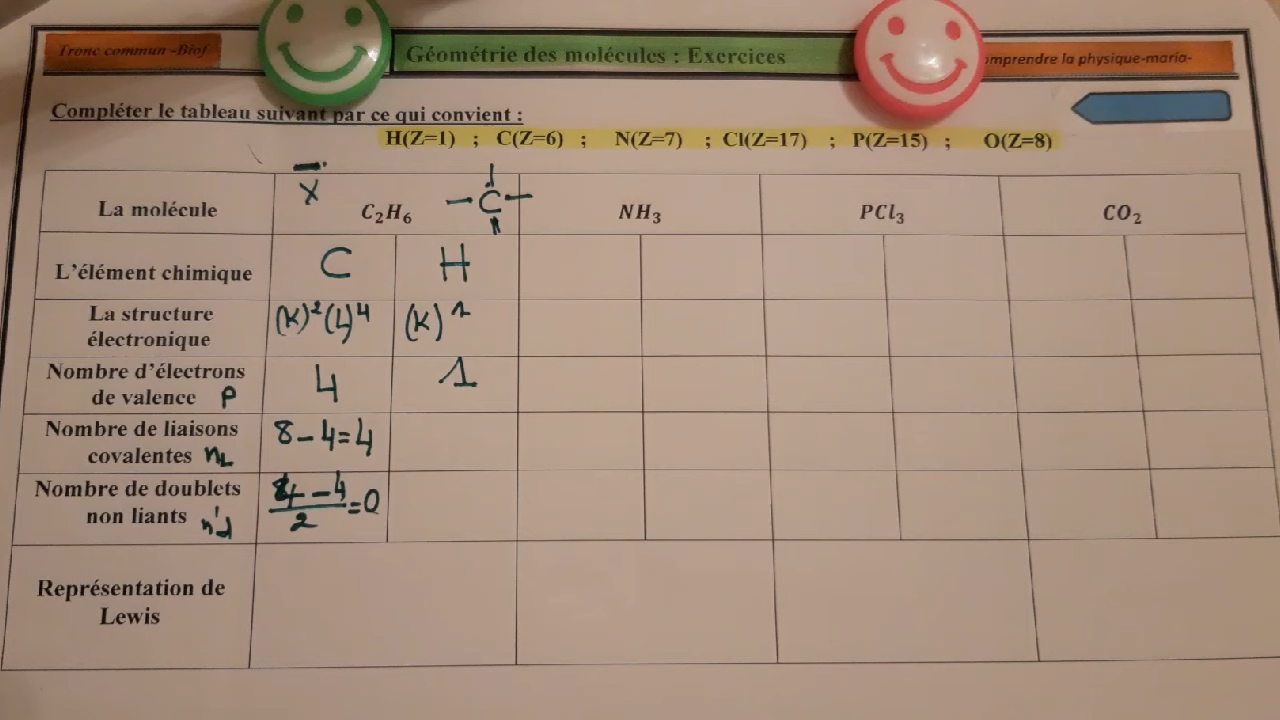 Tronc commun -Biof
Géométrie des molécules : Exercices
omprendre la physique-maria-
Compléter le tableau suivant par ce qui convient :
H(Z=1) ; C(Z=6) ; N(Z=7) ; Cl(Z=17) ; P(Z=15) ; O(Z=8)
X
C
La molécule
C₂H₆
NH₃
PCl₃
CO₂
L'élément chimique
C
H
La structure
électronique
(K)²(L)⁴
(K)¹
Nombre d'électrons
de valence P
4
1
Nombre de liaisons
covalentes nL
8-4=4
Nombre de doublets
non liants n'd
4-4
2
=0
Représentation de
Lewis